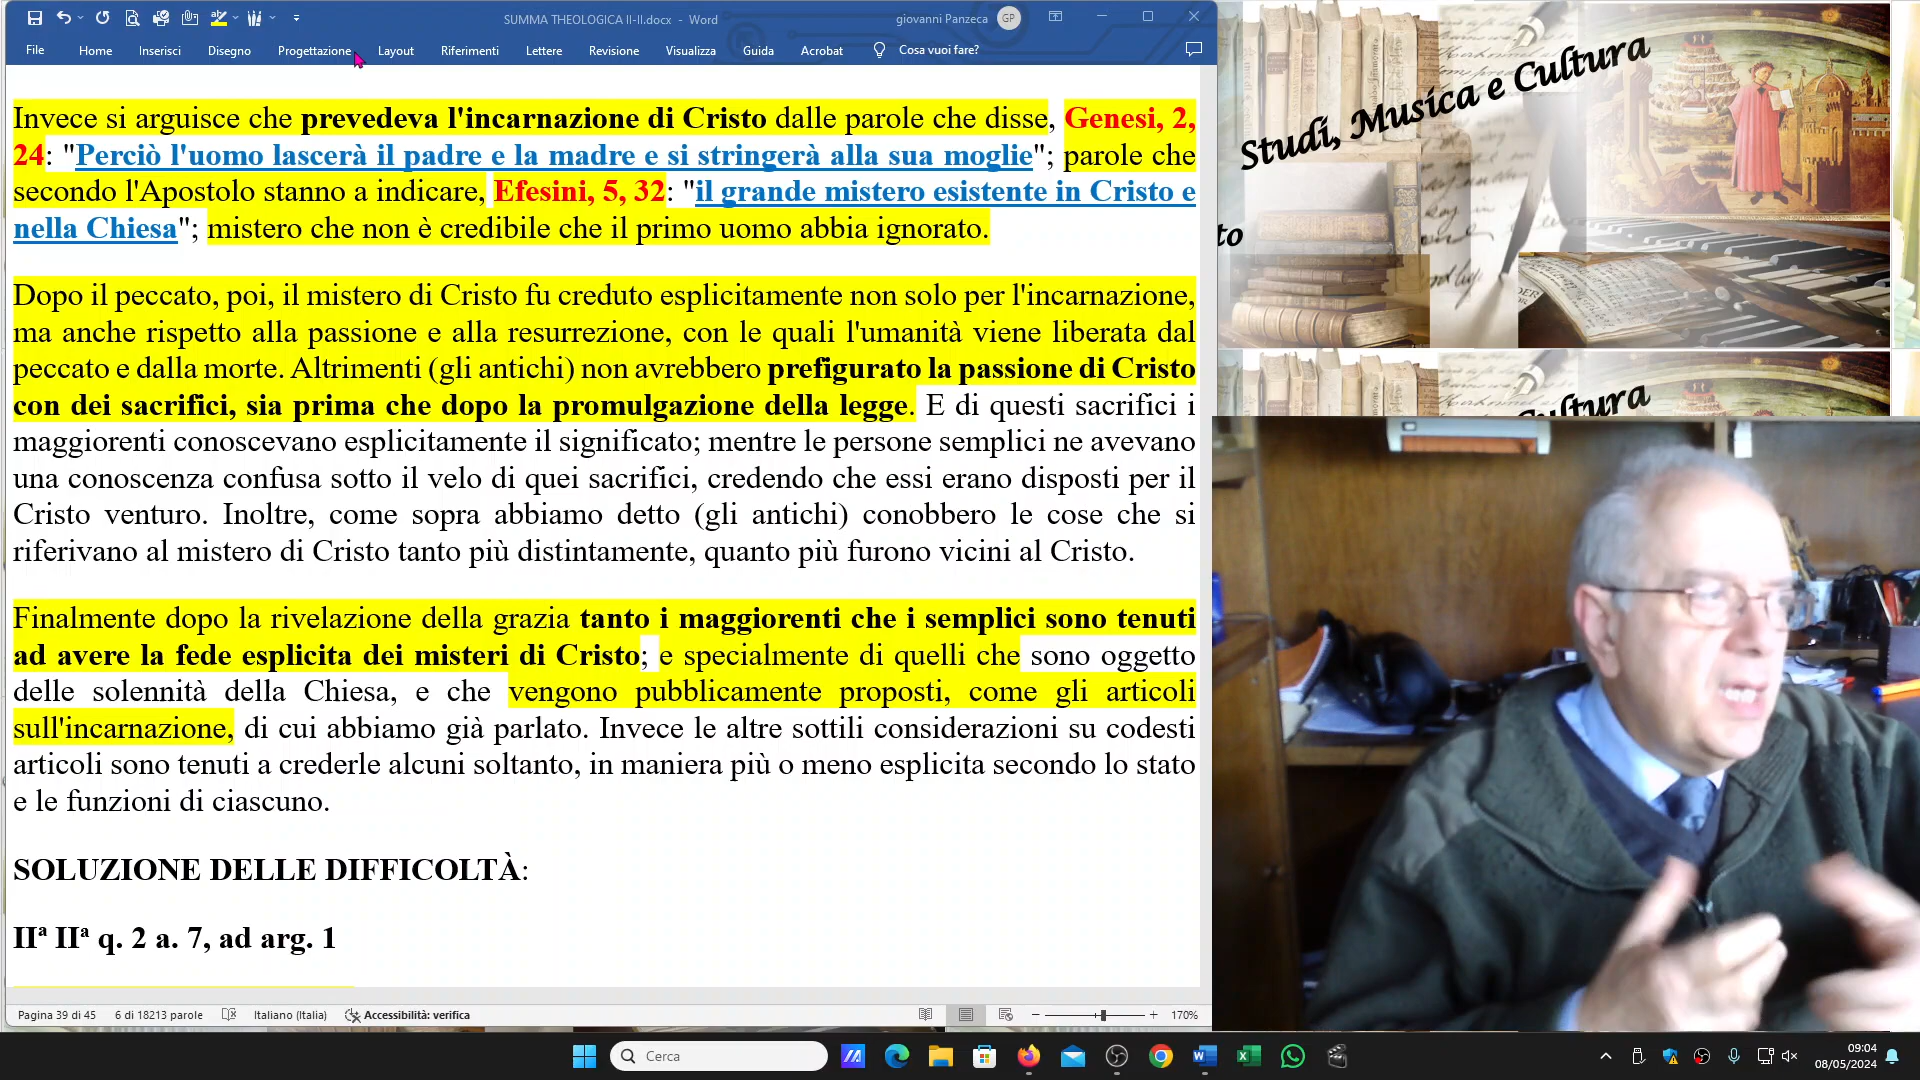 SUMMA THEOLOGICA II-II.docx - Word
giovanni Panzeca
GP
File Home Inserisci Disegno Progettazione Layout Riferimenti Lettere Revisione Visualizza Guida Acrobat Cosa vuoi fare?
Invece si arguisce che prevedeva l'incarnazione di Cristo dalle parole che disse, Genesi, 2,
24: "Perciò l'uomo lascerà il padre e la madre e si stringerà alla sua moglie"; parole che
secondo l'Apostolo stanno a indicare, Efesini, 5, 32: "il grande mistero esistente in Cristo e
nella Chiesa"; mistero che non è credibile che il primo uomo abbia ignorato.
Dopo il peccato, poi, il mistero di Cristo fu creduto esplicitamente non solo per l'incarnazione,
ma anche rispetto alla passione e alla resurrezione, con le quali l'umanità viene liberata dal
peccato e dalla morte. Altrimenti (gli antichi) non avrebbero prefigurato la passione di Cristo
con dei sacrifici, sia prima che dopo la promulgazione della legge. E di questi sacrifici i
maggiorenti conoscevano esplicitamente il significato; mentre le persone semplici ne avevano
una conoscenza confusa sotto il velo di quei sacrifici, credendo che essi erano disposti per il
Cristo venturo. Inoltre, come sopra abbiamo detto (gli antichi) conobbero le cose che si
riferivano al mistero di Cristo tanto più distintamente, quanto più furono vicini al Cristo.
Finalmente dopo la rivelazione della grazia tanto i maggiorenti che i semplici sono tenuti
ad avere la fede esplicita dei misteri di Cristo; e specialmente di quelli che sono oggetto
delle solennità della Chiesa, e che vengono pubblicamente proposti, come gli articoli
sull'incarnazione, di cui abbiamo già parlato. Invece le altre sottili considerazioni su codesti
articoli sono tenuti a crederle alcuni soltanto, in maniera più o meno esplicita secondo lo stato
e le funzioni di ciascuno.
SOLUZIONE DELLE DIFFICOLTÀ:
IIª IIª q. 2 a. 7, ad arg. 1
Pagina 39 di 45 6 di 18213 parole Italiano (Italia) Accessibilità: verifica 170%
Studi, Musica e Cultura
to
Cultura
Cerca
09:04
08/05/2024